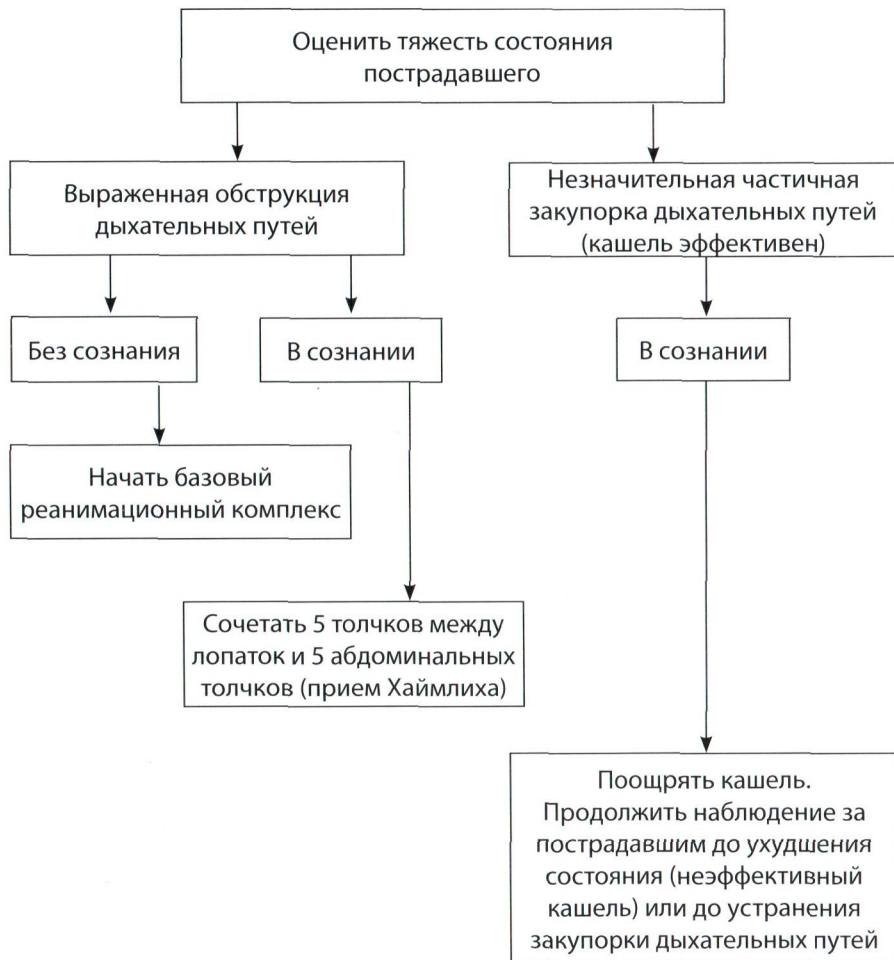 Оценить тяжесть состояния
пострадавшего
Выраженная обструкция
дыхательных путей
Незначительная частичная
закупорка дыхательных путей
(кашель эффективен)
Без сознания
В сознании
В сознании
Начать базовый
реанимационный комплекс
Сочетать 5 толчков между
лопаток и 5 абдоминальных
толчков (прием Хаймлиха)
Поощрять кашель.
Продолжить наблюдение за
пострадавшим до ухудшения
состояния (неэффективный
кашель) или до устранения
закупорки дыхательных путей